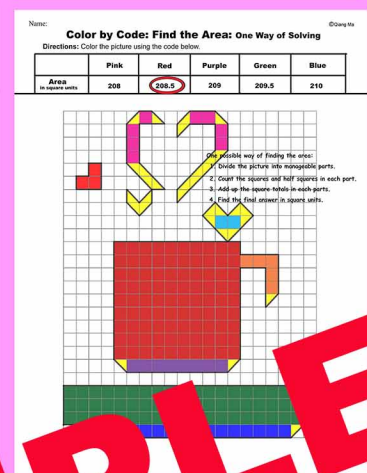 Name: ©Qiang Ma
Color by Code: Find the Area: One Way of Solving
Directions: Color the picture using the code below.
Pink Red Purple Green Blue
Area in square units 208 208.5 209 209.5 210
One possible way of finding the area:
1. Divide the picture into manageable parts.
2. Count the squares and half squares in each part.
3. Add up the square totals in each parts.
4. Find the final answer in square units.
PLE